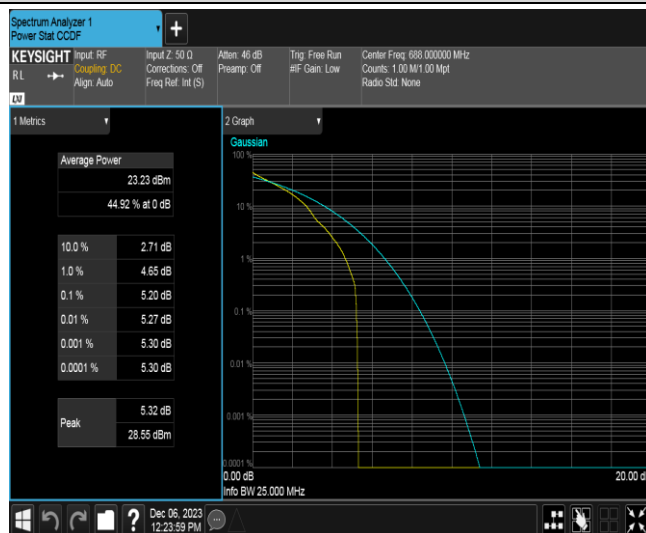 Spectrum Analyzer 1
Power Stat CCDF
+
KEYSIGHT
RL
LXI
Input: RF
Coupling: DC
Align: Auto
Input Z: 50 Ω
Corrections: Off
Freq Ref: Int (S)
Atten: 46 dB
Preamp: Off
Trig: Free Run
#IF Gain: Low
Center Freq: 688.000000 MHz
Counts: 1.00 M/1.00 Mpt
Radio Std: None
1 Metrics
Average Power
23.23 dBm
44.92 % at 0 dB
10.0 % 2.71 dB
1.0 % 4.65 dB
0.1 % 5.20 dB
0.01 % 5.27 dB
0.001 % 5.30 dB
0.0001 % 5.30 dB
Peak
5.32 dB
28.55 dBm
2 Graph
Gaussian
100 %
10 %
1 %
0.1 %
0.01 %
0.001 %
0.0001 %
0.00 dB 20.00 d
Info BW 25.000 MHz
?
Dec 06, 2023
12:23:59 PM